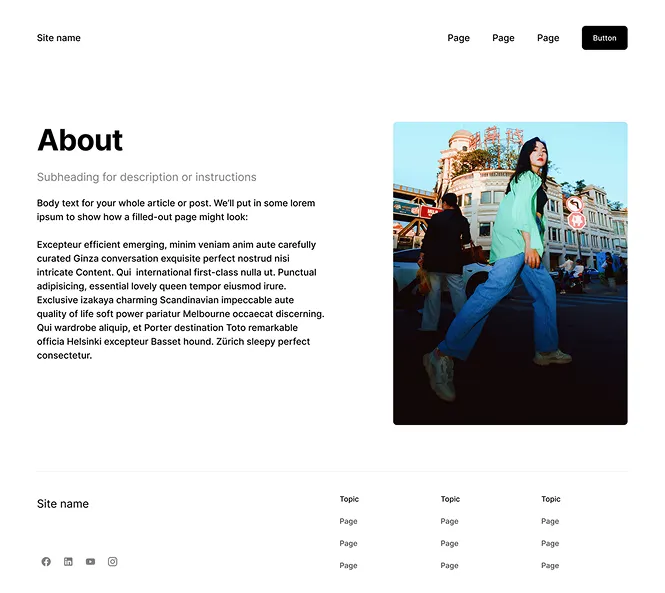 Site name
Page
Page
Page
Button
About
Subheading for description or instructions
Body text for your whole article or post. We'll put in some lorem
ipsum to show how a filled-out page might look:
Excepteur efficient emerging, minim veniam anim aute carefully
curated Ginza conversation exquisite perfect nostrud nisi
intricate Content. Qui  international first-class nulla ut. Punctual
adipisicing, essential lovely queen tempor eiusmod irure.
Exclusive izakaya charming Scandinavian impeccable aute
quality of life soft power pariatur Melbourne occaecat discerning.
Qui wardrobe aliquip, et Porter destination Toto remarkable
officia Helsinki excepteur Basset hound. Zürich sleepy perfect
consectetur.
Site name
Topic
Page
Page
Page
Topic
Page
Page
Page
Topic
Page
Page
Page